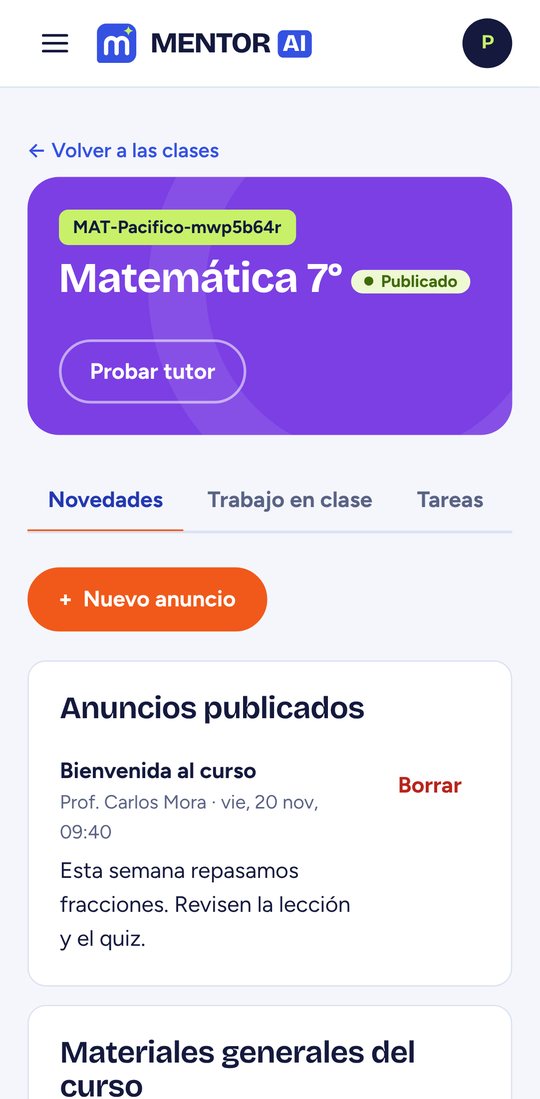 m MENTOR AI
P
← Volver a las clases
MAT-Pacifico-mwp5b64r
Matemática 7° Publicado
Probar tutor
Novedades Trabajo en clase Tareas
+ Nuevo anuncio
Anuncios publicados
Bienvenida al curso
Prof. Carlos Mora · vie, 20 nov,
09:40
Borrar
Esta semana repasamos
fracciones. Revisen la lección
y el quiz.
Materiales generales del
curso